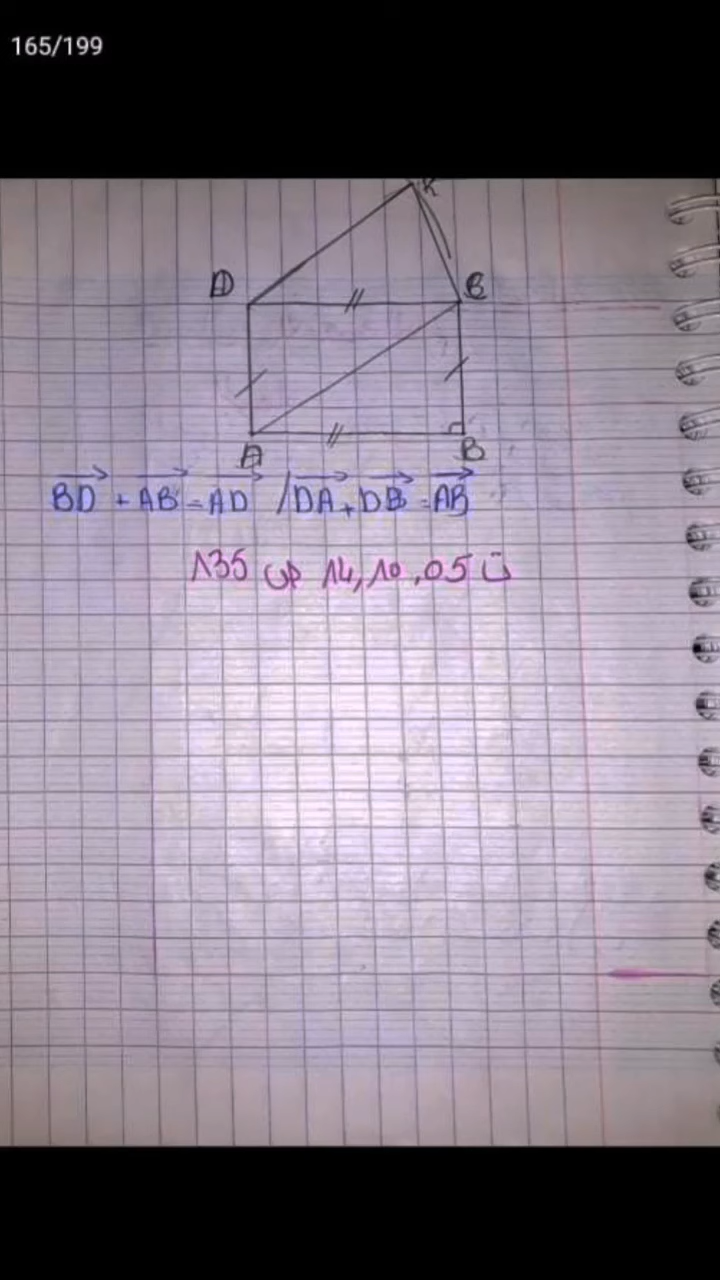 165/199
K
D B
A B
BD + AB = AD / DA + DB = AB
135 ص 14, 10, 05 ت